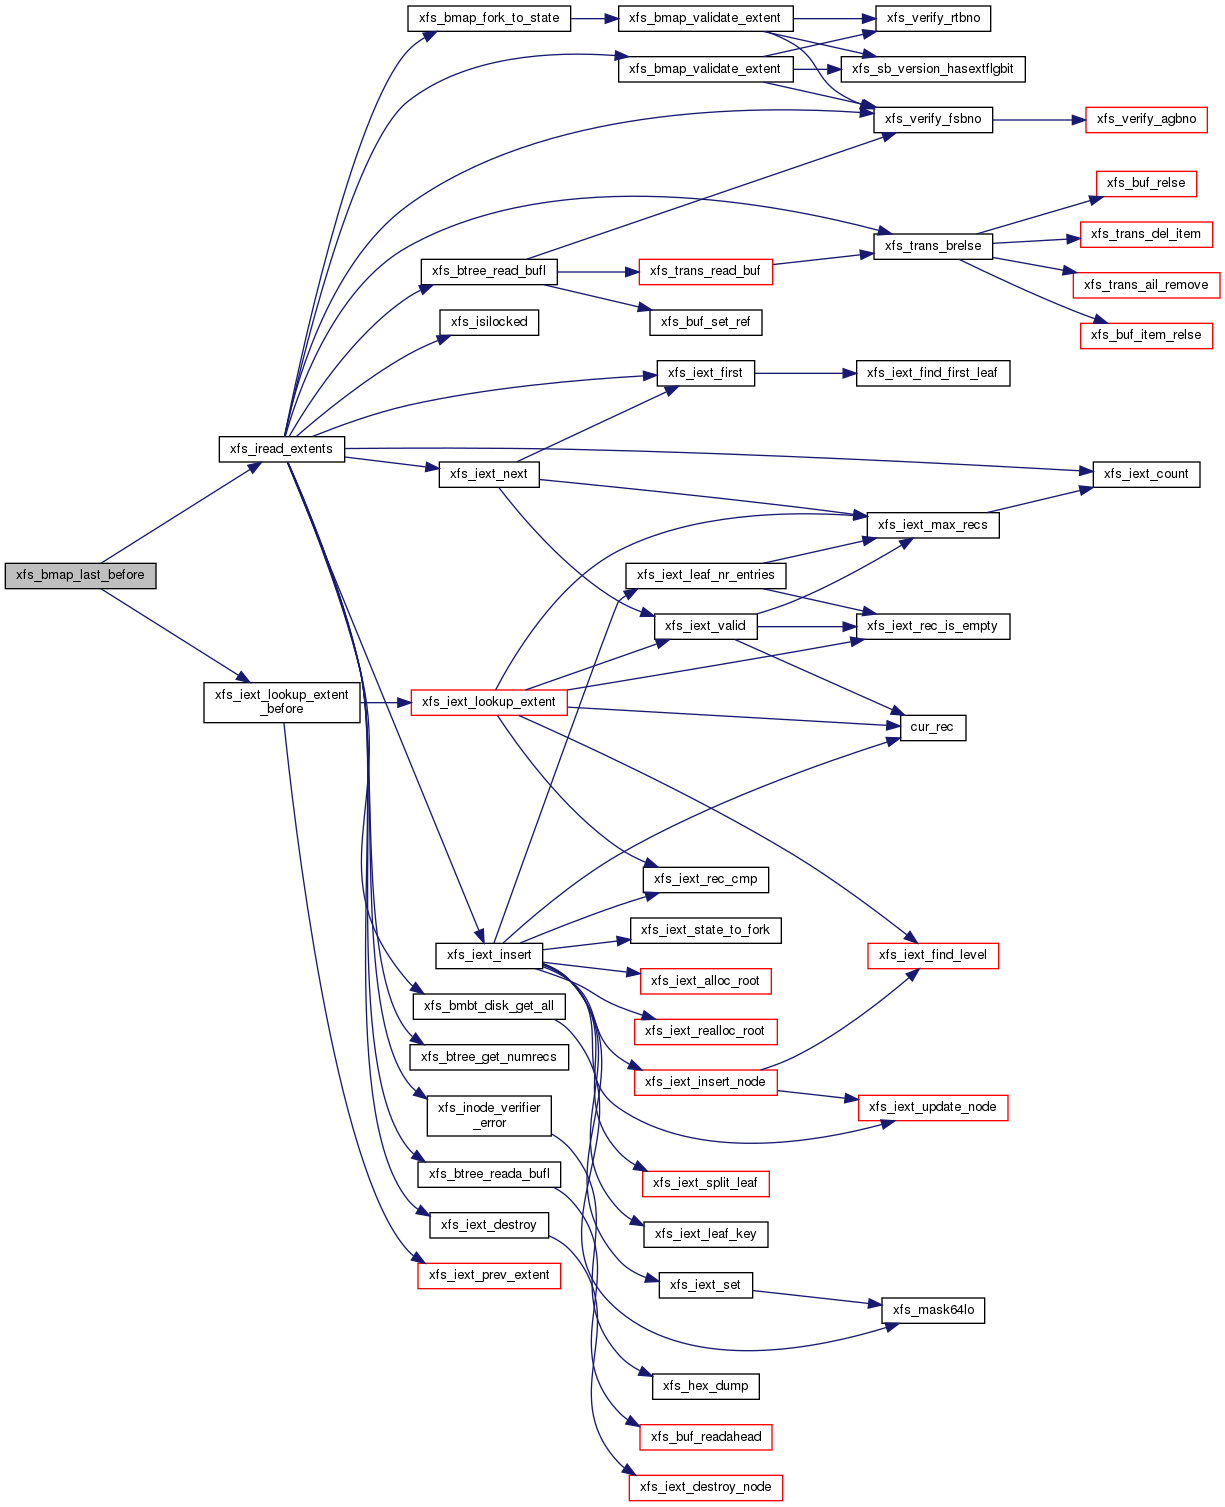 xfs_bmap_fork_to_state
xfs_bmap_validate_extent
xfs_verify_rtbno
xfs_bmap_validate_extent
xfs_sb_version_hasextflgbit
xfs_verify_fsbno
xfs_verify_agbno
xfs_buf_relse
xfs_trans_del_item
xfs_trans_brelse
xfs_btree_read_bufl
xfs_trans_read_buf
xfs_trans_ail_remove
xfs_isilocked
xfs_buf_set_ref
xfs_buf_item_relse
xfs_iext_first
xfs_iext_find_first_leaf
xfs_iread_extents
xfs_iext_next
xfs_iext_count
xfs_iext_max_recs
xfs_bmap_last_before
xfs_iext_leaf_nr_entries
xfs_iext_valid
xfs_iext_rec_is_empty
xfs_iext_lookup_extent
_before
xfs_iext_lookup_extent
cur_rec
xfs_iext_rec_cmp
xfs_iext_state_to_fork
xfs_iext_insert
xfs_iext_find_level
xfs_iext_alloc_root
xfs_bmbt_disk_get_all
xfs_iext_realloc_root
xfs_btree_get_numrecs
xfs_iext_insert_node
xfs_inode_verifier
_error
xfs_iext_update_node
xfs_btree_reada_bufl
xfs_iext_split_leaf
xfs_iext_destroy
xfs_iext_leaf_key
xfs_iext_prev_extent
xfs_iext_set
xfs_mask64lo
xfs_hex_dump
xfs_buf_readahead
xfs_iext_destroy_node